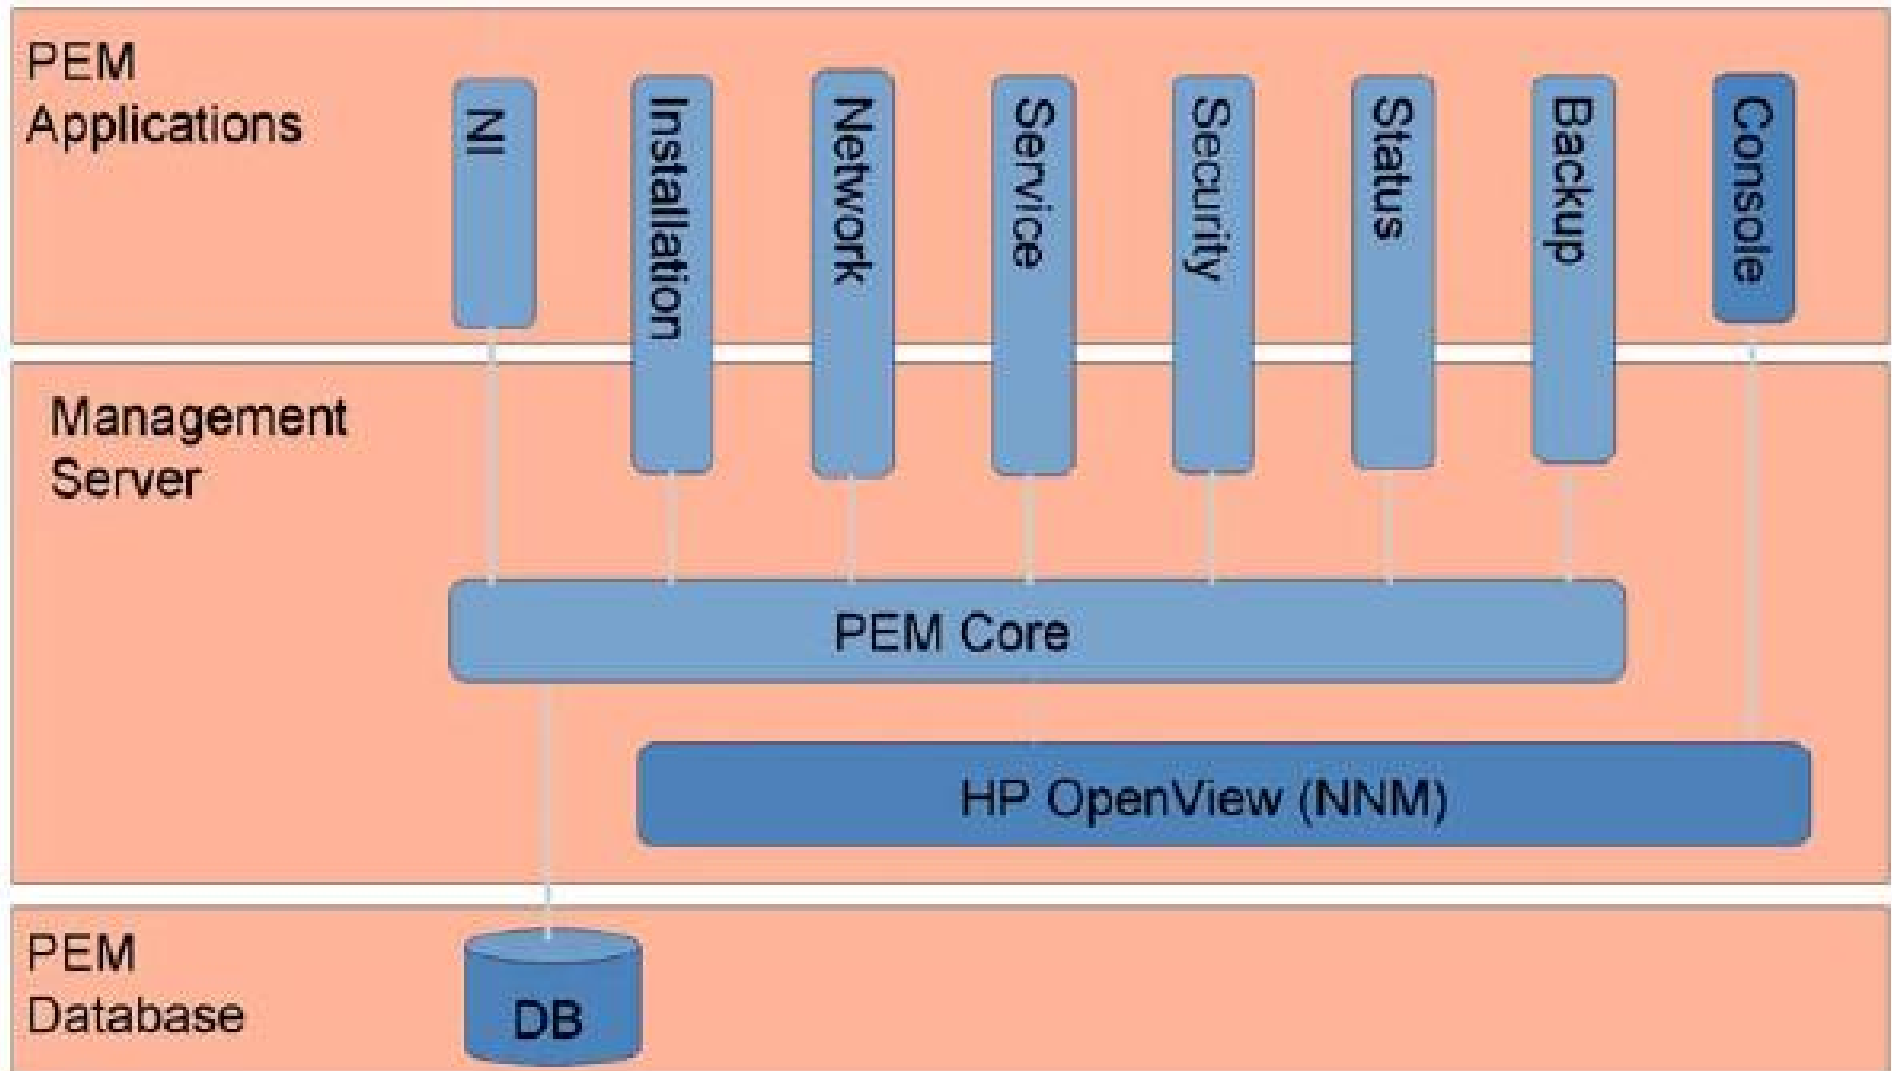 PEM
Applications
NI
Installation
Network
Service
Security
Status
Backup
Console
Management
Server
PEM Core
HP OpenView (NNM)
PEM
Database
DB